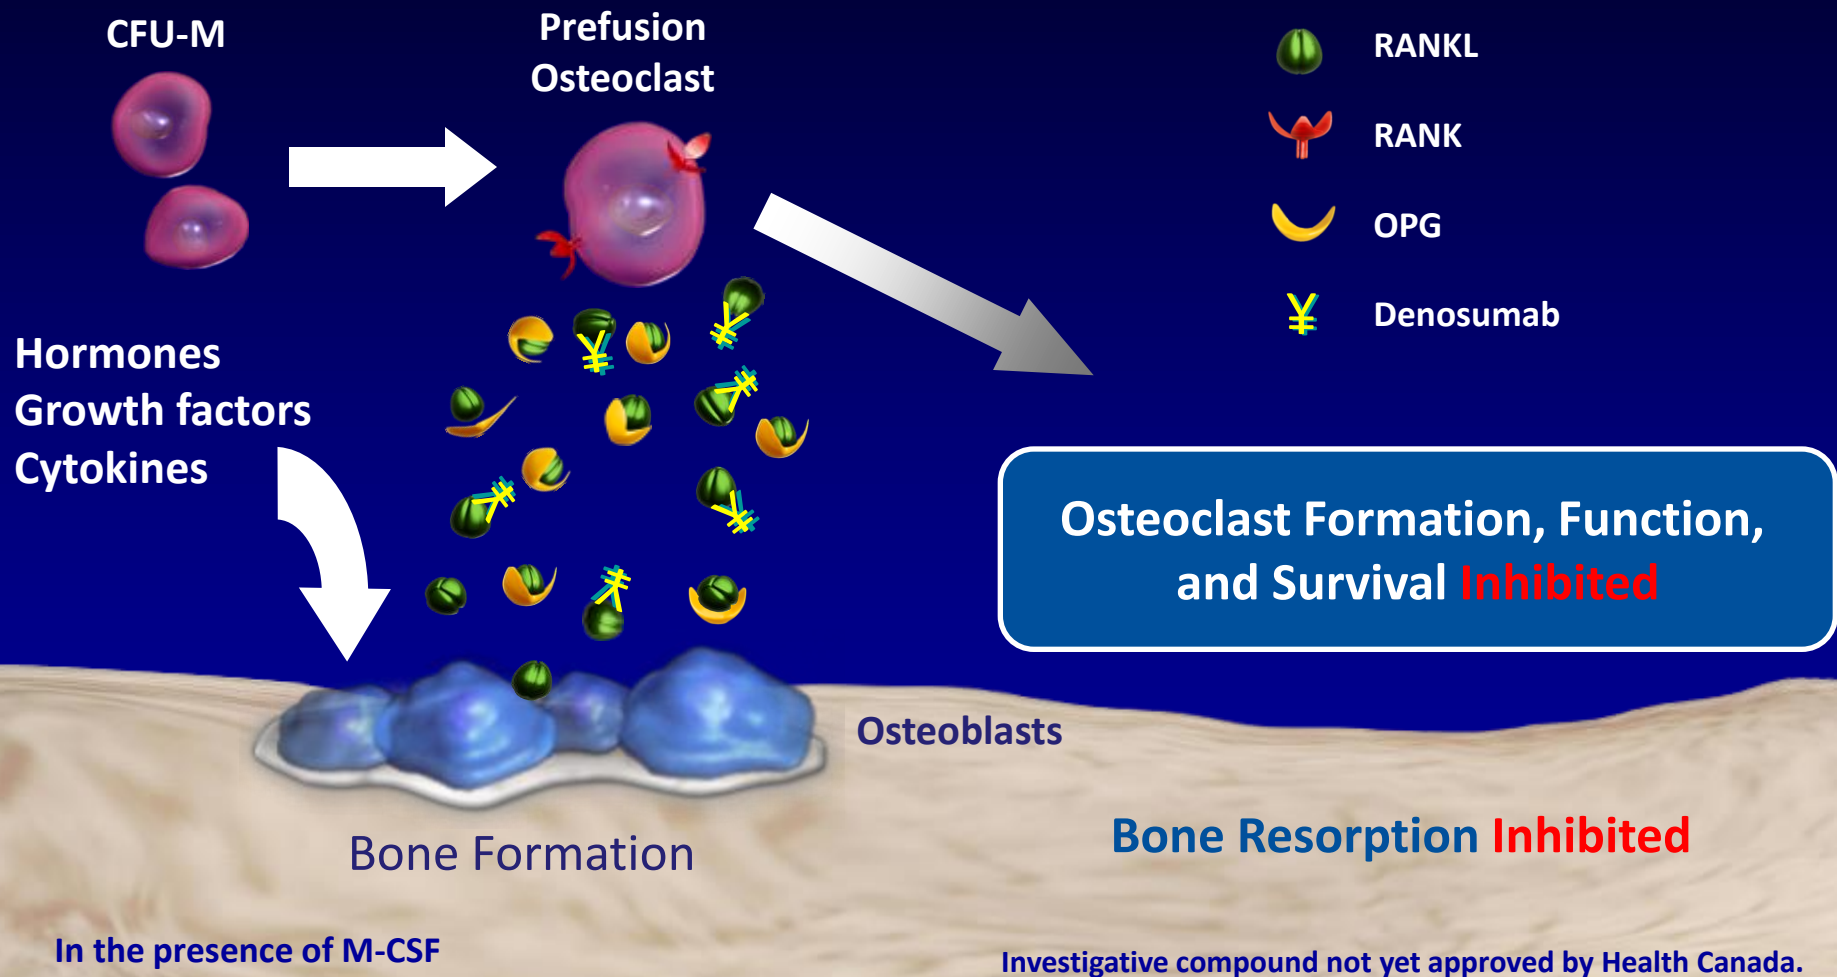 CFU-M
Prefusion
Osteoclast
RANKL
RANK
OPG
Denosumab
Hormones
Growth factors
Cytokines
Osteoclast Formation, Function,
and Survival Inhibited
Osteoblasts
Bone Formation
Bone Resorption Inhibited
In the presence of M-CSF
Investigative compound not yet approved by Health Canada.